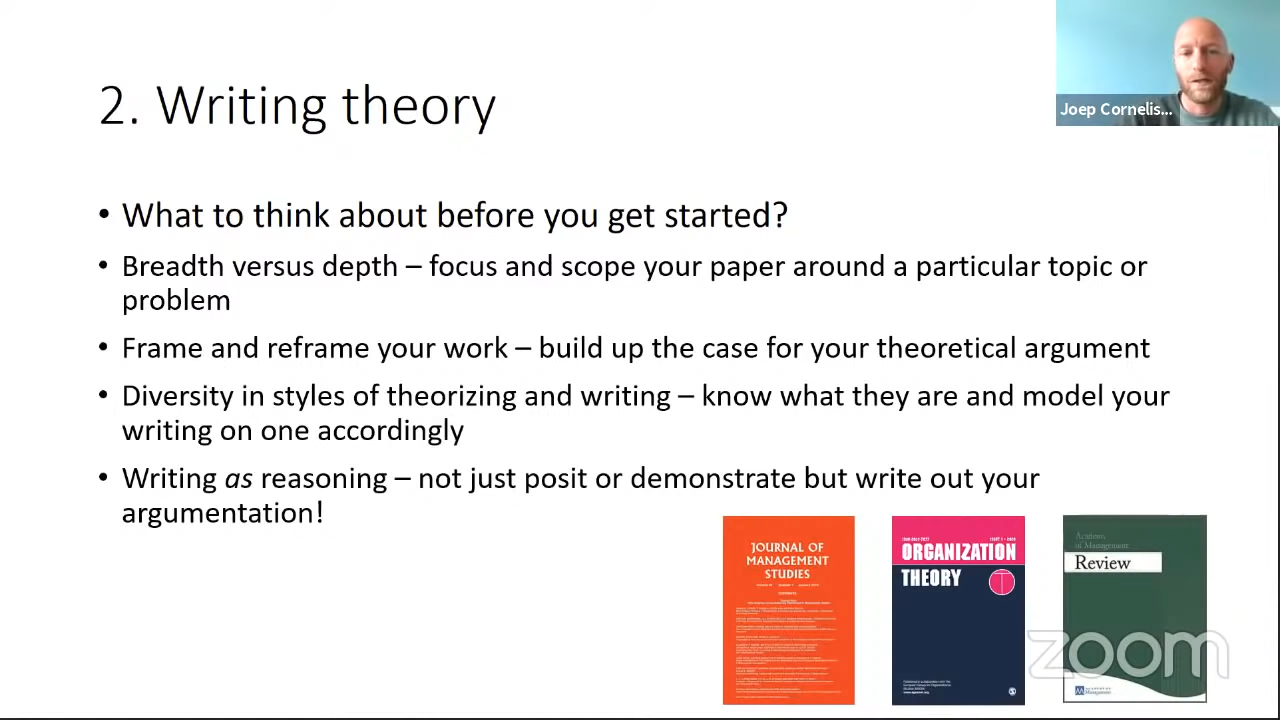 2. Writing theory
Joep Cornelis...
• What to think about before you get started?
• Breadth versus depth – focus and scope your paper around a particular topic or
problem
• Frame and reframe your work – build up the case for your theoretical argument
• Diversity in styles of theorizing and writing – know what they are and model your
writing on one accordingly
• Writing as reasoning – not just posit or demonstrate but write out your
argumentation!
JOURNAL OF
MANAGEMENT
STUDIES
ORGANIZATION
THEORY
Academy
of Management
Review
zoom